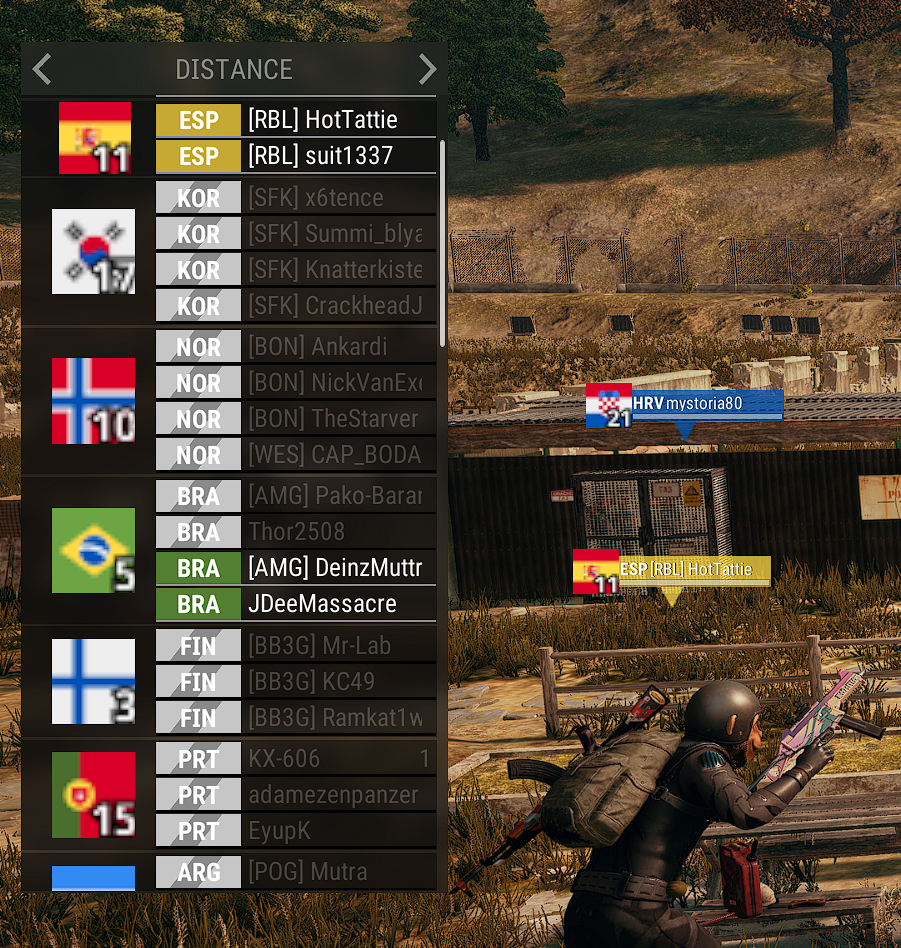 DISTANCE
11
ESP [RBL] HotTattie
ESP [RBL] suit1337
17
KOR [SFK] x6tence
KOR [SFK] Summi_blya
KOR [SFK] Knatterkiste
KOR [SFK] CrackheadJ
10
NOR [BON] Ankardi
NOR [BON] NickVanExe
NOR [BON] TheStarver
NOR [WES] CAP_BODA
5
BRA [AMG] Pako-Barar
BRA Thor2508
BRA [AMG] DeinzMuttr
BRA JDeeMassacre
3
FIN [BB3G] Mr-Lab
FIN [BB3G] KC49
FIN [BB3G] Ramkat1w
15
PRT KX-606 1
PRT adamezenpanzer
PRT EyupK
ARG [POG] Mutra
21 HRV mystoria80
11 ESP [RBL] HotTattie